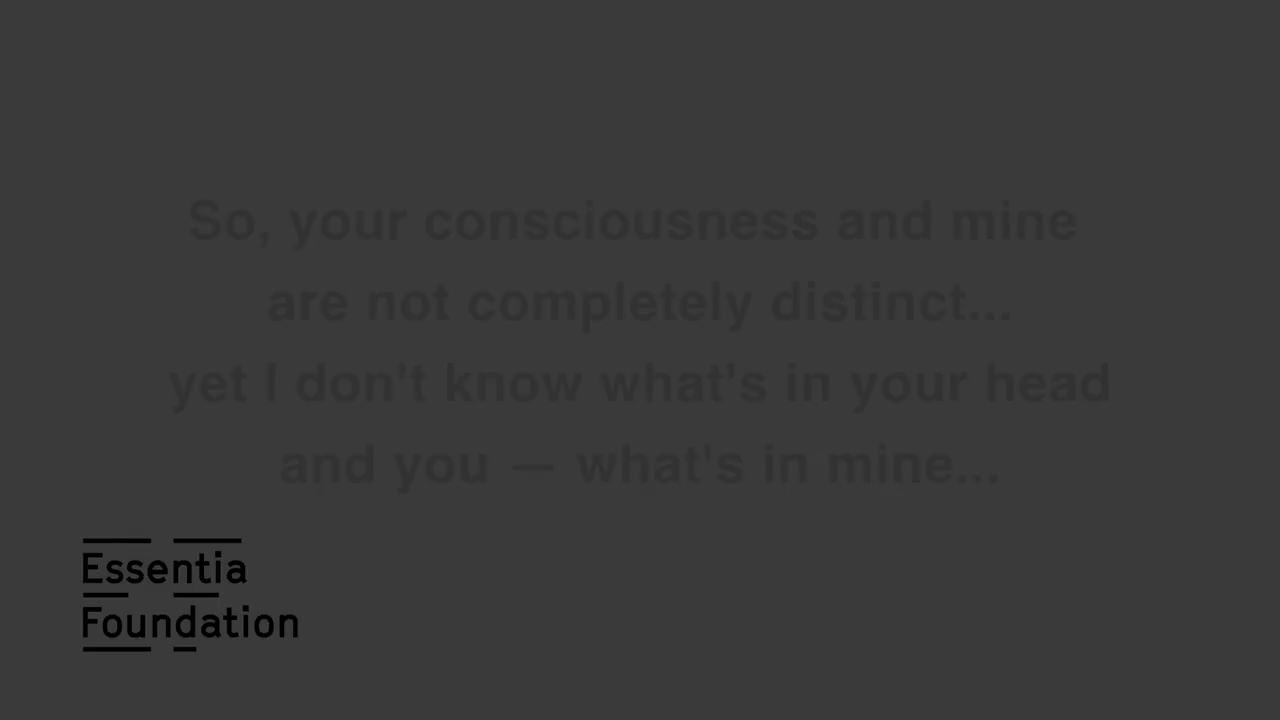 So, your consciousness and mine
are not completely distinct...
yet I don't know what's in your head
and you — what's in mine...
Essentia
Foundation